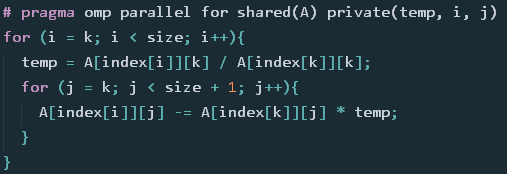 # pragma omp parallel for shared(A) private(temp, i, j)
for (i = k; i < size; i++){
  temp = A[index[i]][k] / A[index[k]][k];
  for (j = k; j < size + 1; j++){
    A[index[i]][j] -= A[index[k]][j] * temp;
  }
}